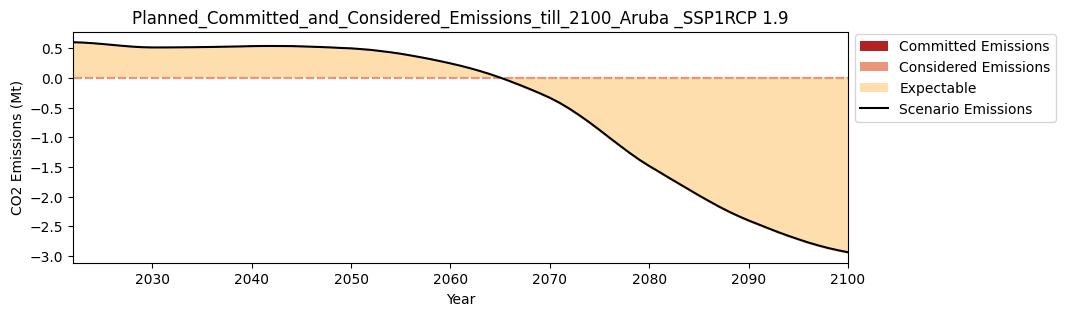 Planned_Committed_and_Considered_Emissions_till_2100_Aruba _SSP1RCP 1.9
CO2 Emissions (Mt)
0.5
0.0
−0.5
−1.0
−1.5
−2.0
−2.5
−3.0
2030 2040 2050 2060 2070 2080 2090 2100
Year
Committed Emissions
Considered Emissions
Expectable
Scenario Emissions